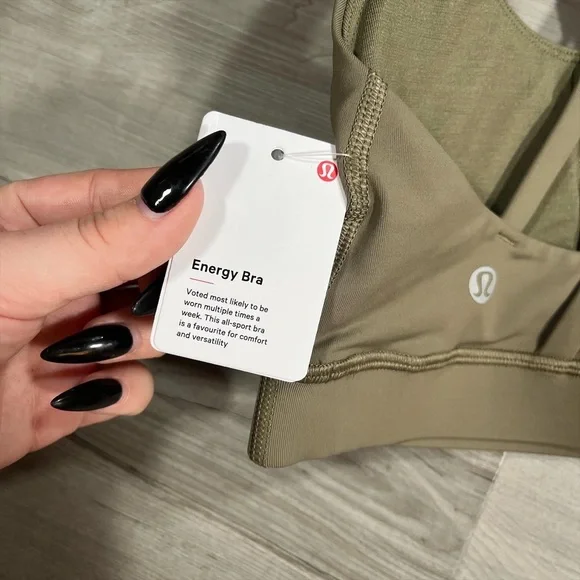 Energy Bra
Voted most likely to be
worn multiple times a
week. This all-sport bra
is a favourite for comfort
and versatility